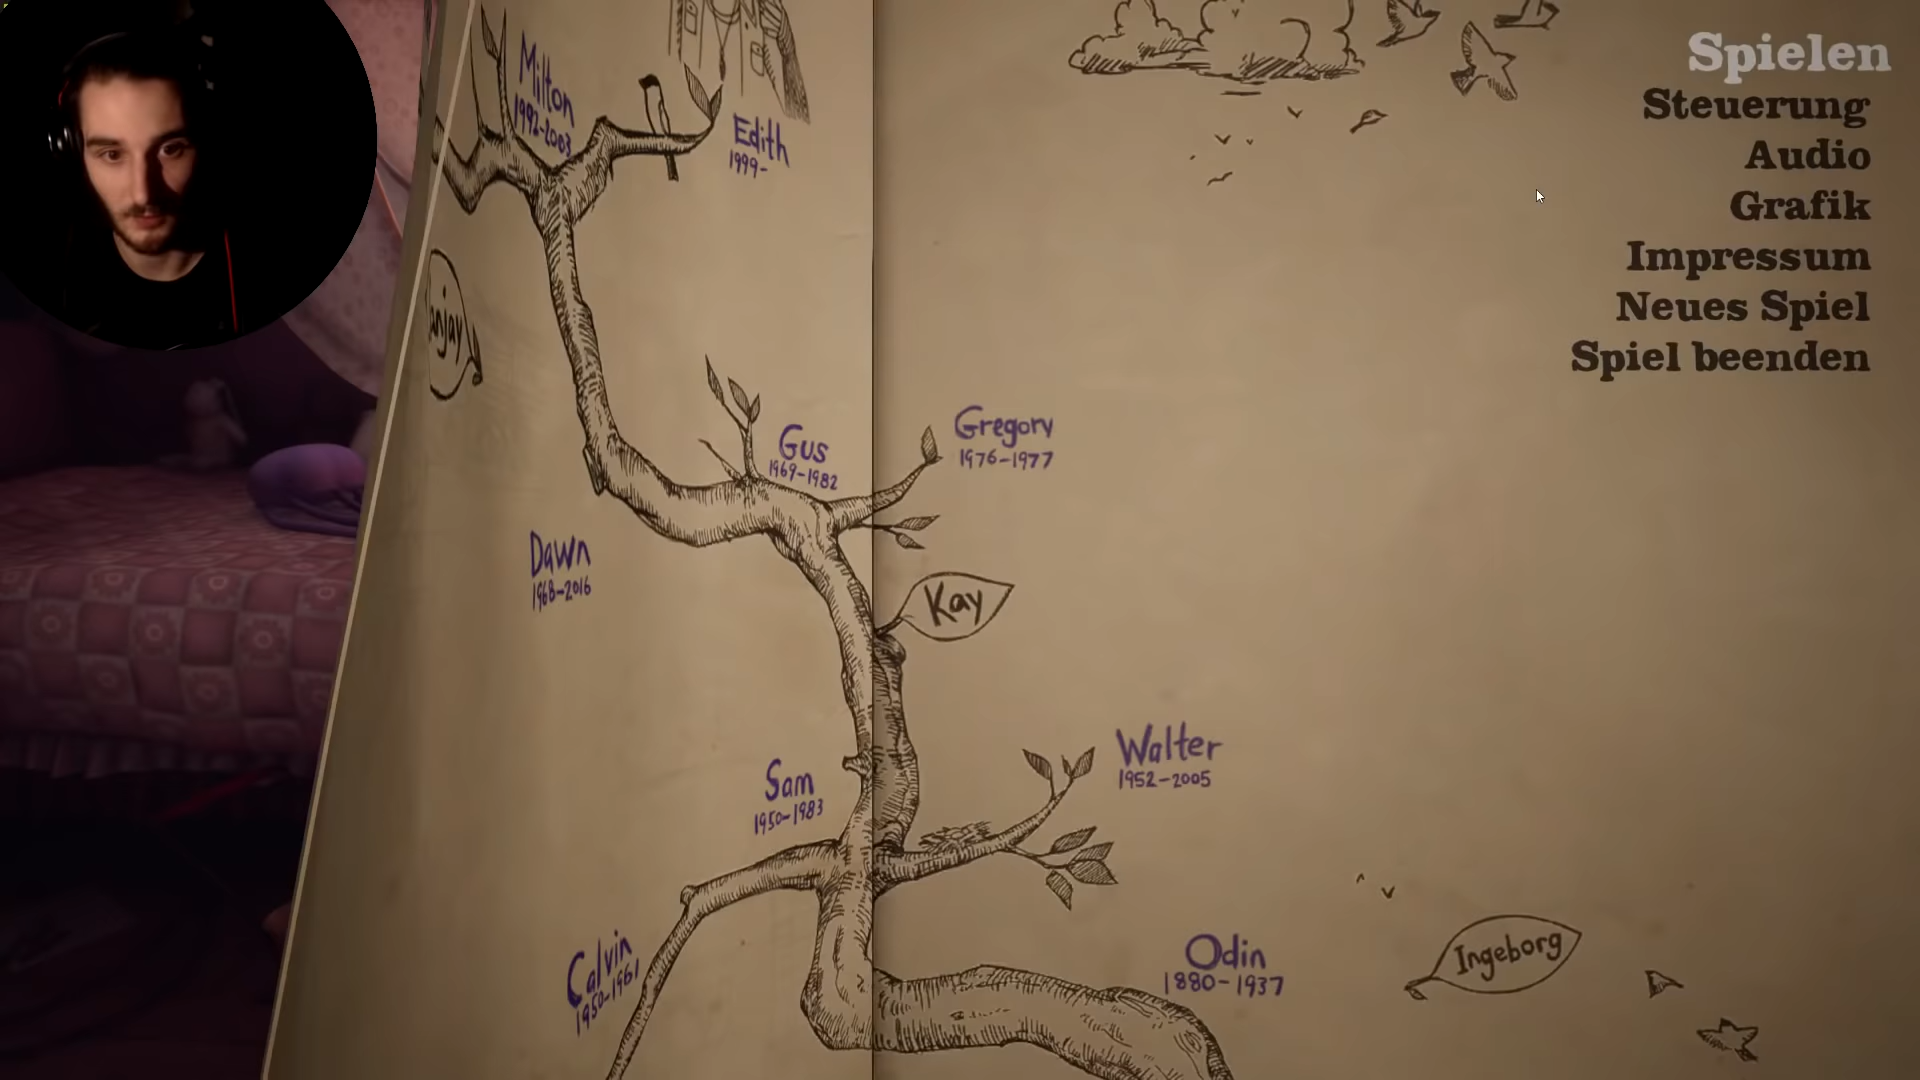 Spielen
Steuerung
Audio
Grafik
Impressum
Neues Spiel
Spiel beenden
Milton
1992-2003
Edith
1999-
anjay
Gus
1969-1982
Gregory
1976-1977
Dawn
1968-2016
Kay
Walter
1952-2005
Sam
1950-1983
Calvin
1950-1961
Odin
1880-1937
Ingeborg